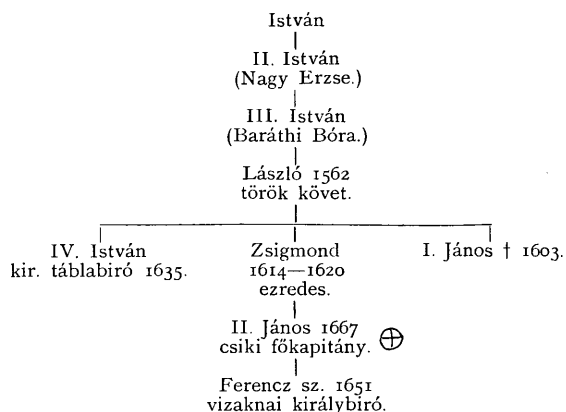 István
II. István
(Nagy Erzse.)
III. István
(Baráthi Bóra.)
László 1562
török követ.
IV. István
kir. táblabiró 1635.
Zsigmond
1614—1620
ezredes.
I. János † 1603.
II. János 1667
csiki főkapitány. ⊕
Ferencz sz. 1651
vizaknai királybiró.